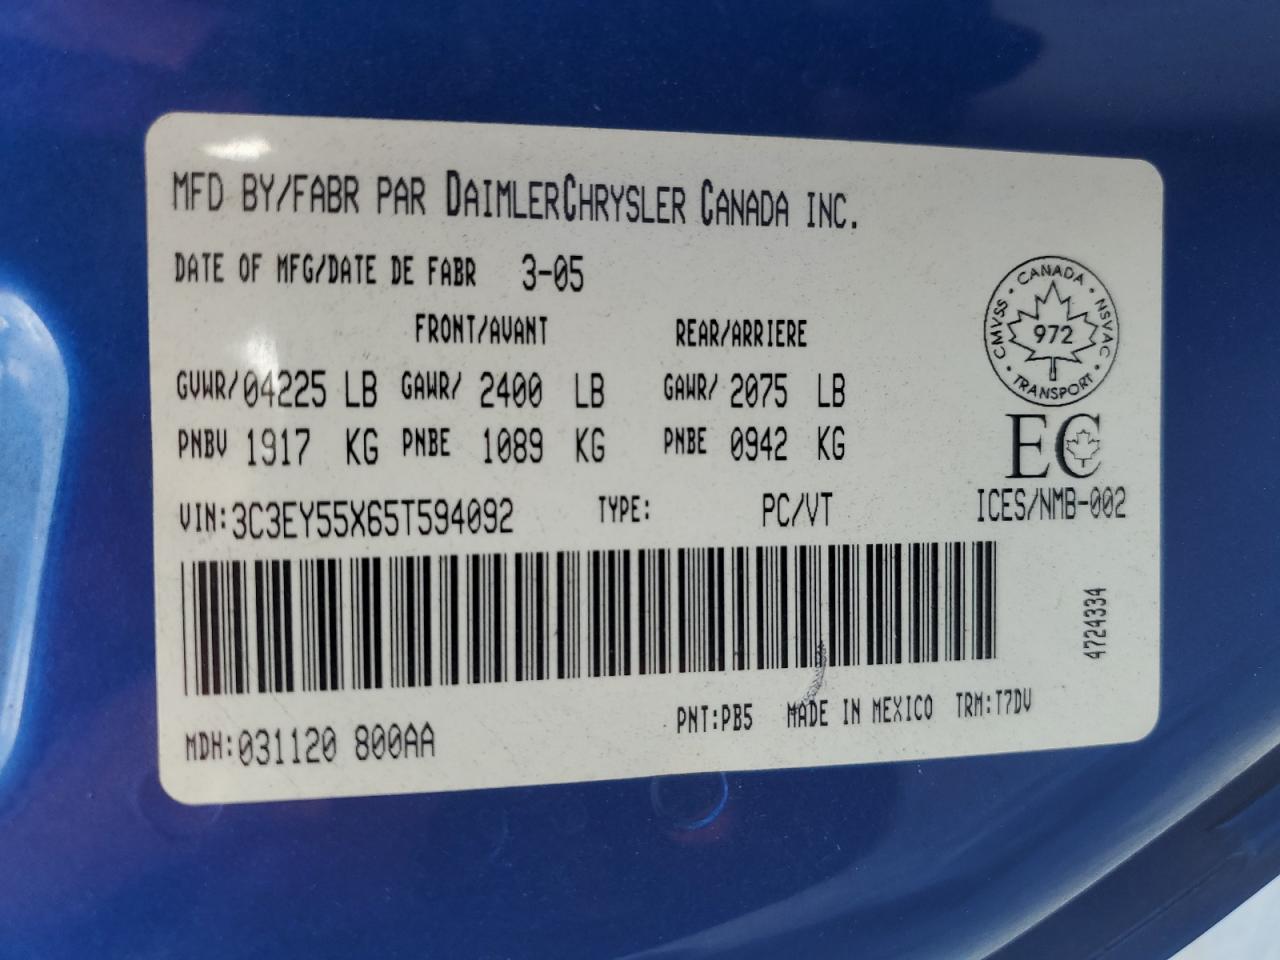 MFD BY/FABR PAR DAIMLERCHRYSLER CANADA INC.
DATE OF MFG/DATE DE FABR 3-05
FRONT/AVANT REAR/ARRIERE
GVWR/04225 LB GAWR/ 2400 LB GAWR/ 2075 LB
PNBV 1917 KG PNBE 1089 KG PNBE 0942 KG
VIN:3C3EY55X65T594092 TYPE: PC/VT
CMVSS · CANADA · NSVAC · TRANSPORT ·
972
EC
ICES/NMB-002
4724334
PNT:PB5 MADE IN MEXICO TRM:T7DV
MDH:031120 800AA